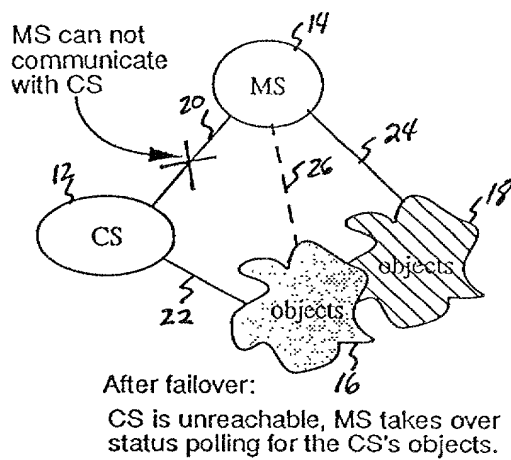 MS can not
communicate
with CS
14
MS
20
24
12
26
18
CS
objects
22
objects
16
After failover:
CS is unreachable, MS takes over
status polling for the CS's objects.